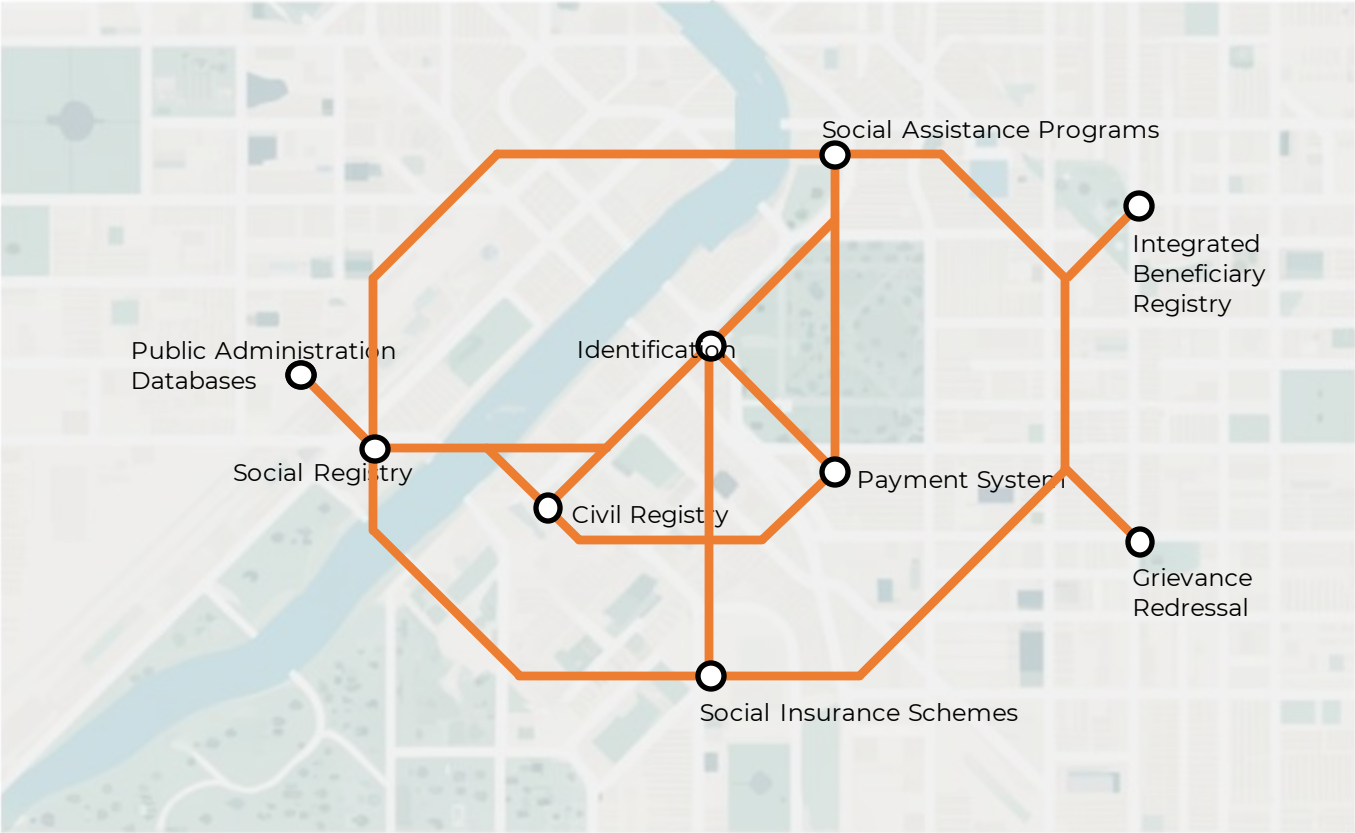 Social Assistance Programs
Integrated
Beneficiary
Registry
Public Administration
Databases
Identification
Social Registry
Payment System
Civil Registry
Grievance
Redressal
Social Insurance Schemes